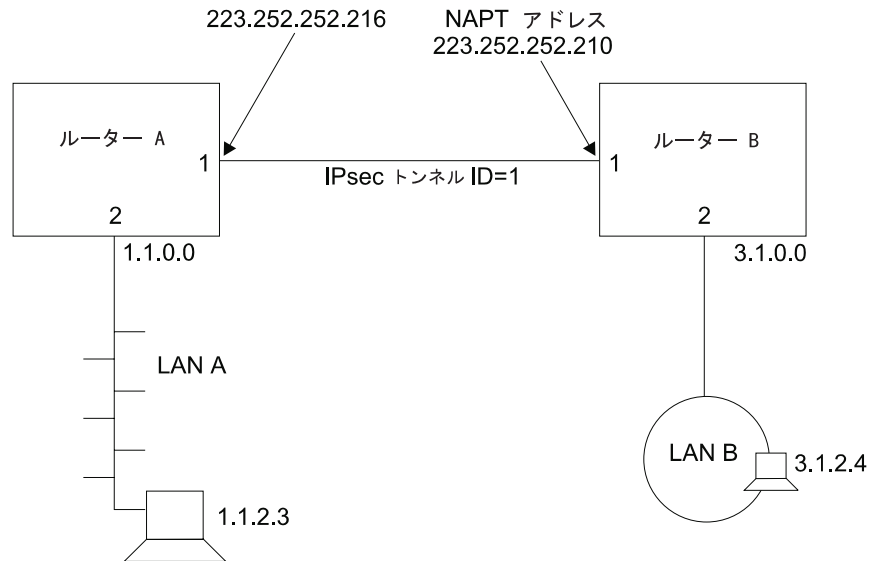 223.252.252.216
NAPT アドレス
223.252.252.210
ルーター A
1
2
IPsec トンネル ID=1
ルーター B
1
2
1.1.0.0
3.1.0.0
LAN A
LAN B
3.1.2.4
1.1.2.3